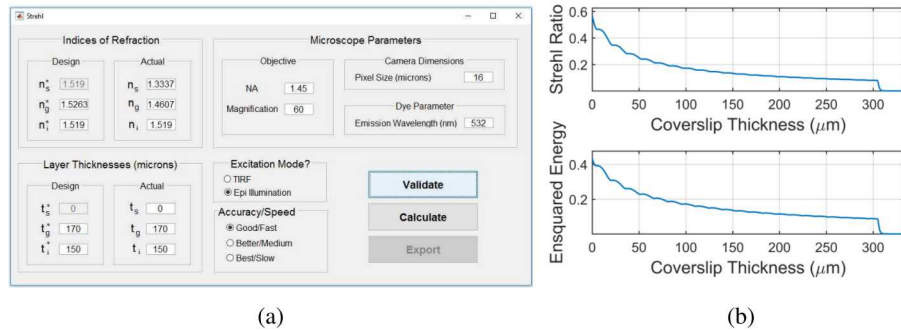 Strehl
Indices of Refraction
Design
Actual
n*s 1.519
ns 1.3337
n*g 1.5263
ng 1.4607
n*i 1.519
ni 1.519
Microscope Parameters
Objective
NA 1.45
Magnification 60
Camera Dimensions
Pixel Size (microns) 16
Dye Parameter
Emission Wavelength (nm) 532
Layer Thicknesses (microns)
Design
Actual
t*s 0
ts 0
t*g 170
tg 170
t*i 150
ti 150
Excitation Mode?
TIRF
Epi Illumination
Accuracy/Speed
Good/Fast
Better/Medium
Best/Slow
Validate
Calculate
Export
(a)
Strehl Ratio
0.6
0.4
0.2
0 50 100 150 200 250 300
Coverslip Thickness (μm)
Ensquared Energy
0.4
0.2
0 50 100 150 200 250 300
Coverslip Thickness (μm)
(b)